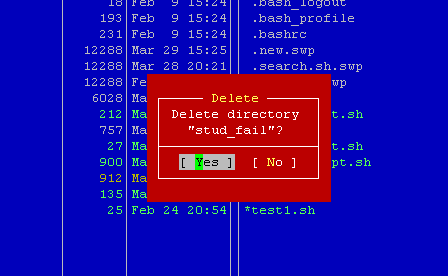 18 Feb 9 15:24 .bash_logout
193 Feb 9 15:24 .bash_profile
231 Feb 9 15:24 .bashrc
12288 Mar 29 15:25 .new.swp
12288 Mar 28 20:21 .search.sh.swp
12288 Fe wp
6028 Ma
212 Ma t.sh
757 Ma
27 Ma t.sh
900 Ma pt.sh
912 Ma
135 Ma
25 Feb 24 20:54 *test1.sh
Delete
Delete directory
"stud_fail"?
[ Yes ] [ No ]